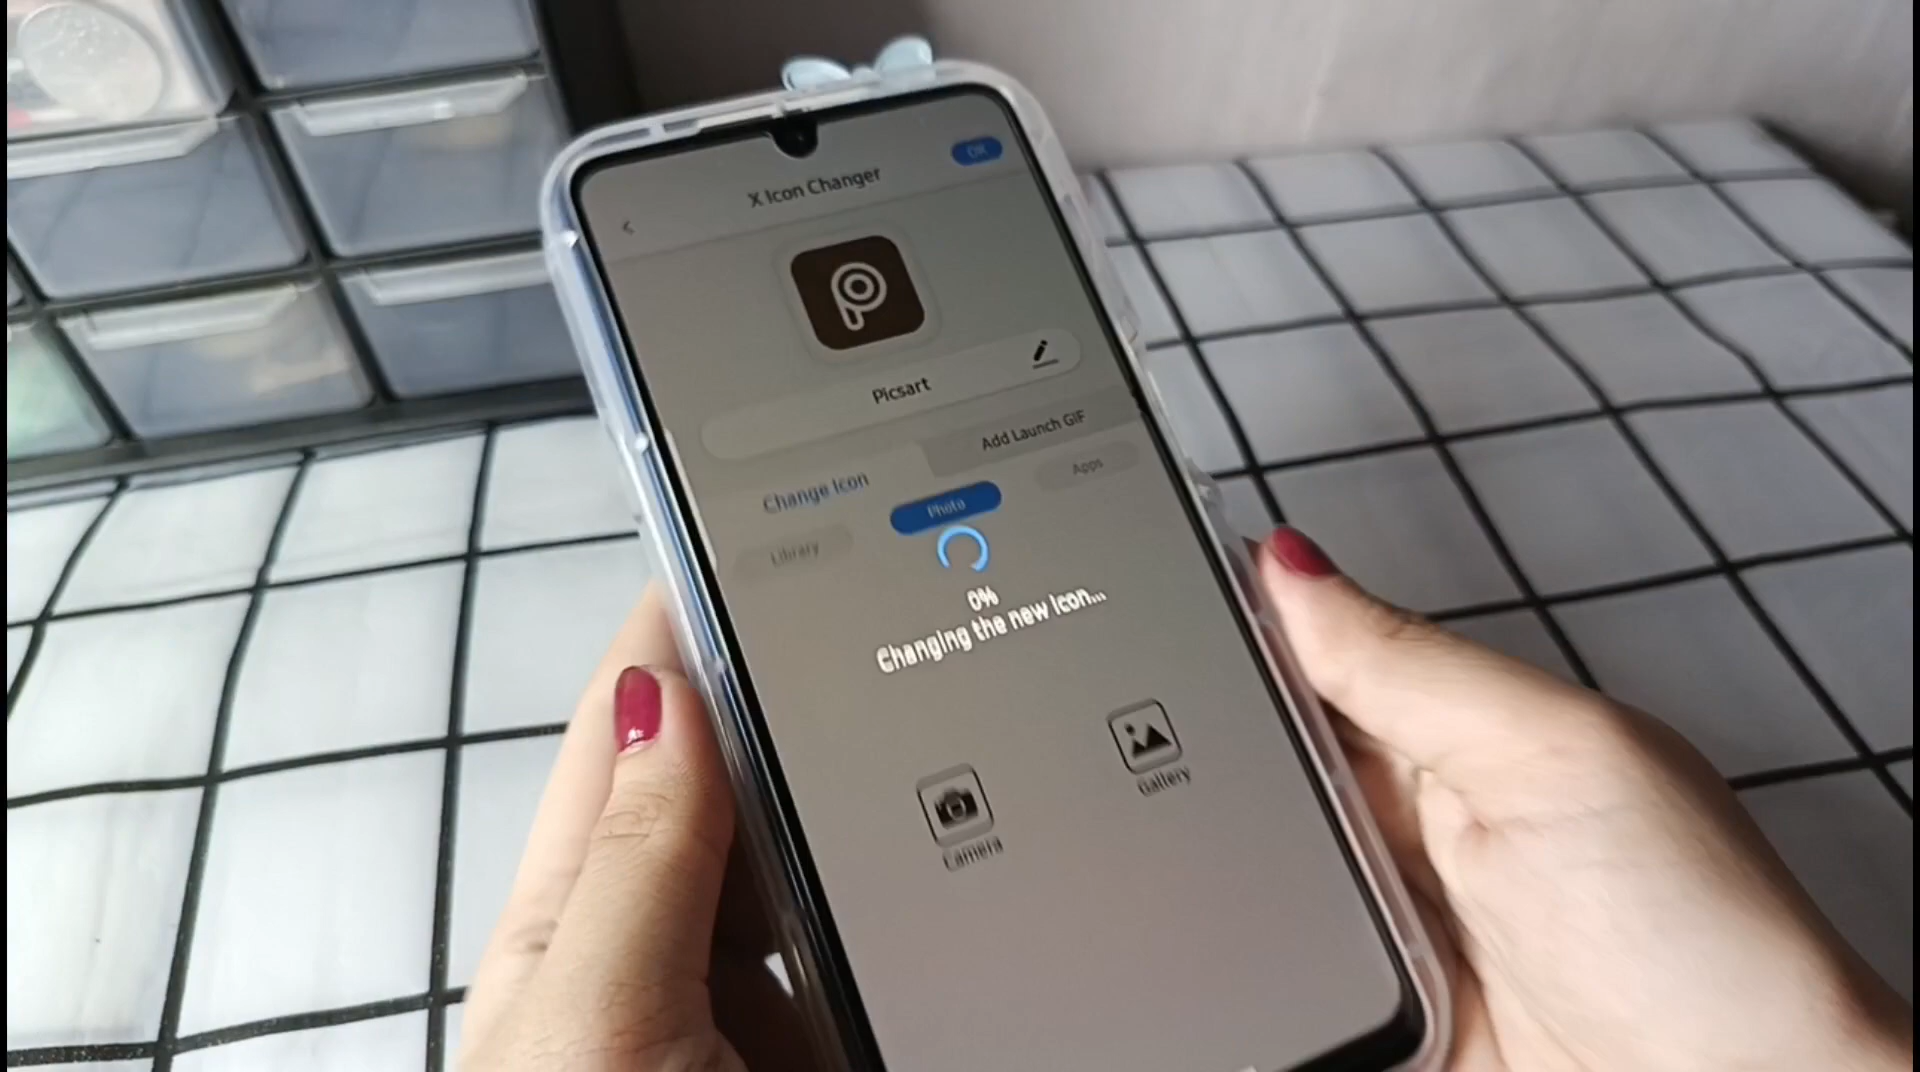 OK
X Icon Changer
Picsart
Add Launch GIF
Change Icon
Apps
Photo
Library
0%
Changing the new icon...
Gallery
Camera